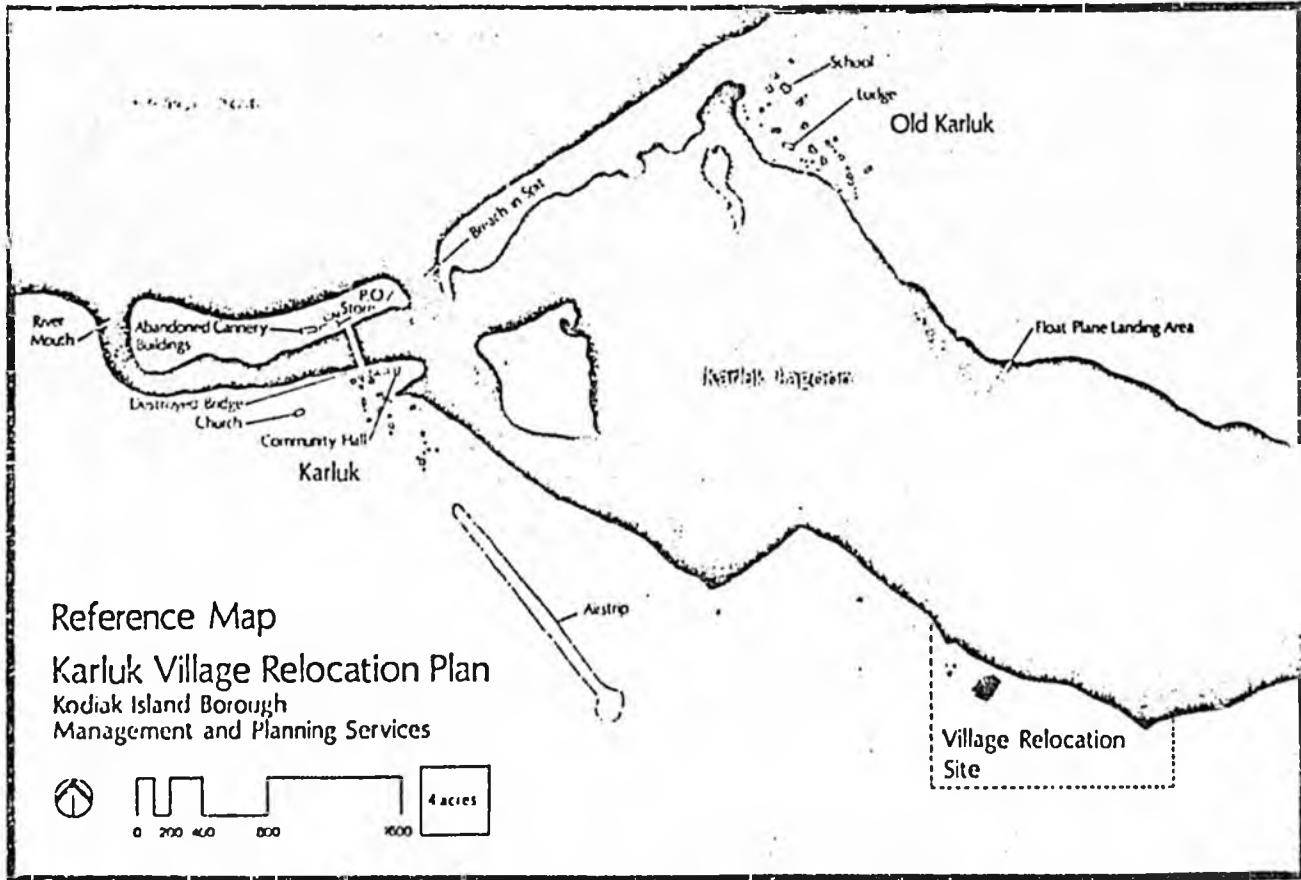 School
Lodge
Old Karluk
Breach in Spit
P.O./
Store
River
Mouth
Abandoned Cannery
Buildings
Float Plane Landing Area
Karluk Lagoon
Destroyed Bridge
Church
Community Hall
Karluk
Airstrip
Reference Map
Karluk Village Relocation Plan
Kodiak Island Borough
Management and Planning Services
Village Relocation
Site
4 acres
0 200 400 800 1600